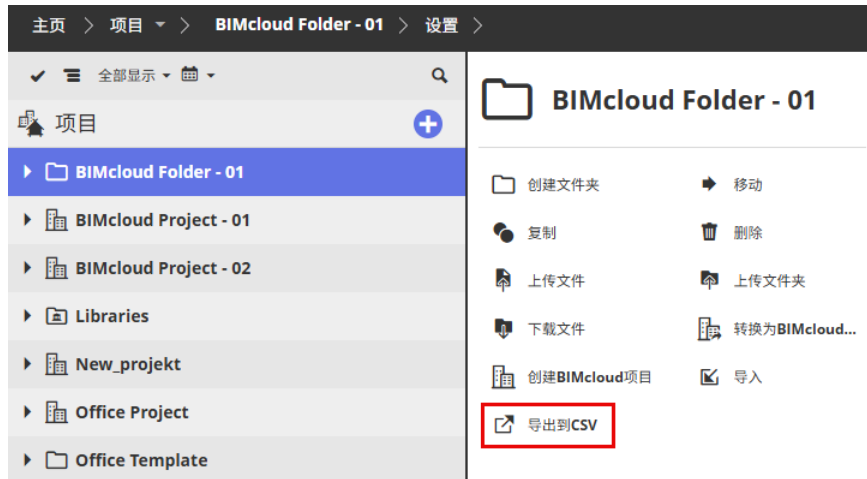 主页 > 项目 > BIMcloud Folder - 01 > 设置 >
全部显示
项目
BIMcloud Folder - 01
BIMcloud Project - 01
BIMcloud Project - 02
Libraries
New_projekt
Office Project
Office Template
BIMcloud Folder - 01
创建文件夹
移动
复制
删除
上传文件
上传文件夹
下载文件
转换为BIMcloud...
创建BIMcloud项目
导入
导出到CSV